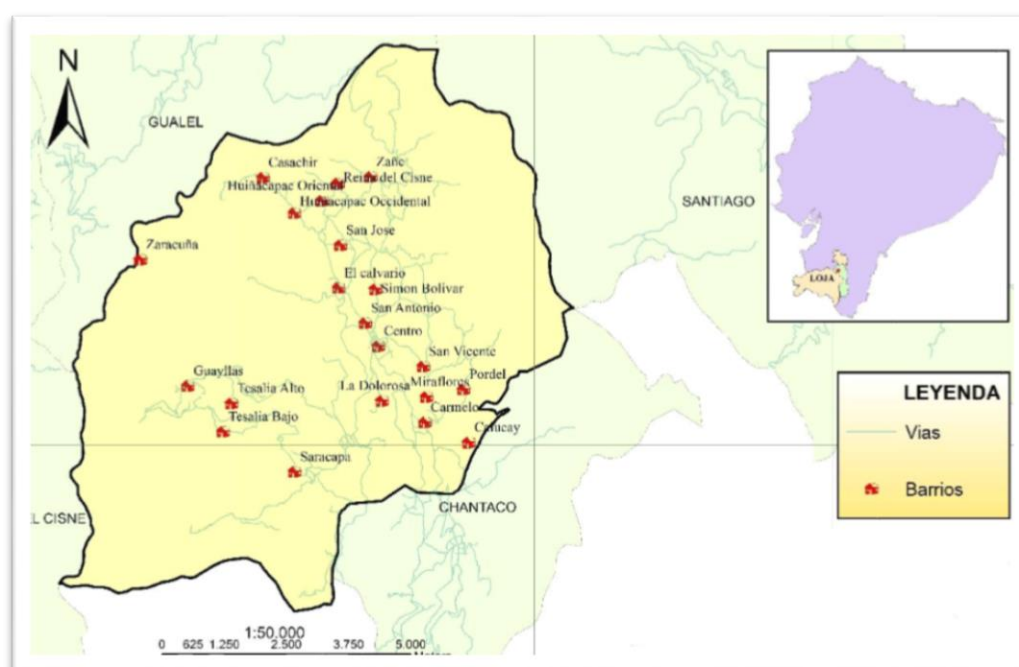 N
GUALEL
Casachir
Zañe
Reina del Cisne
Huiñacapac Oriental
Huiñacapac Occidental
SANTIAGO
San Jose
Zaracuña
El calvario
Simon Bolivar
San Antonio
Centro
San Vicente
Guayllas
Pordel
Tesalia Alto
La Dolorosa
Miraflores
Carmelo
Tesalia Bajo
Calucay
Saracapa
CHANTACO
EL CISNE
1:50.000
0 625 1.250 2.500 3.750 5.000
LOJA
LEYENDA
Vias
Barrios